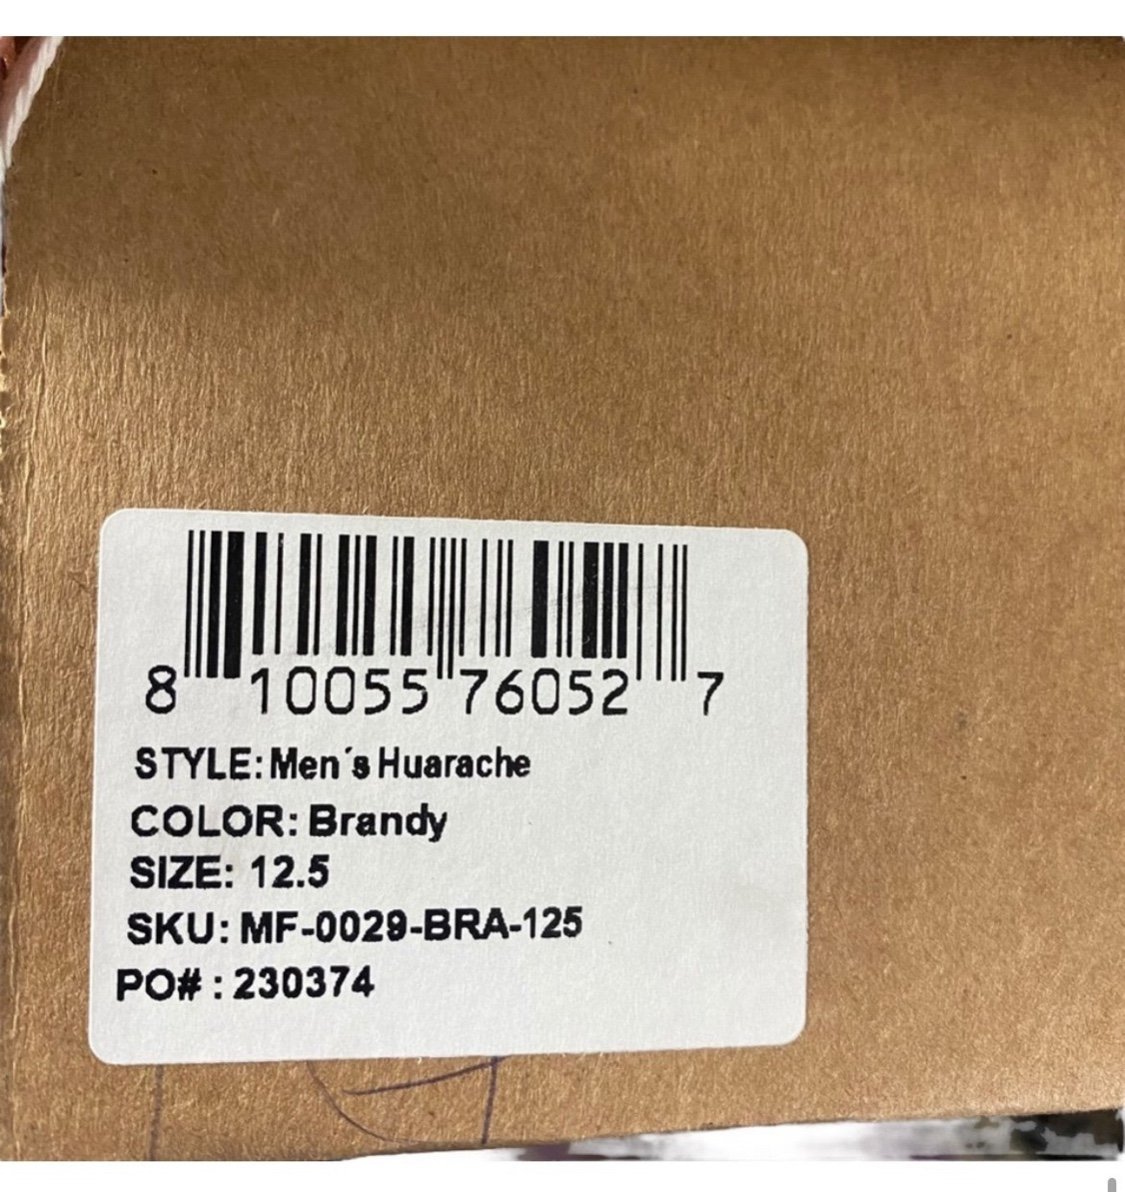 8 10055 76052 7
STYLE: Men´s Huarache
COLOR: Brandy
SIZE: 12.5
SKU: MF-0029-BRA-125
PO# : 230374